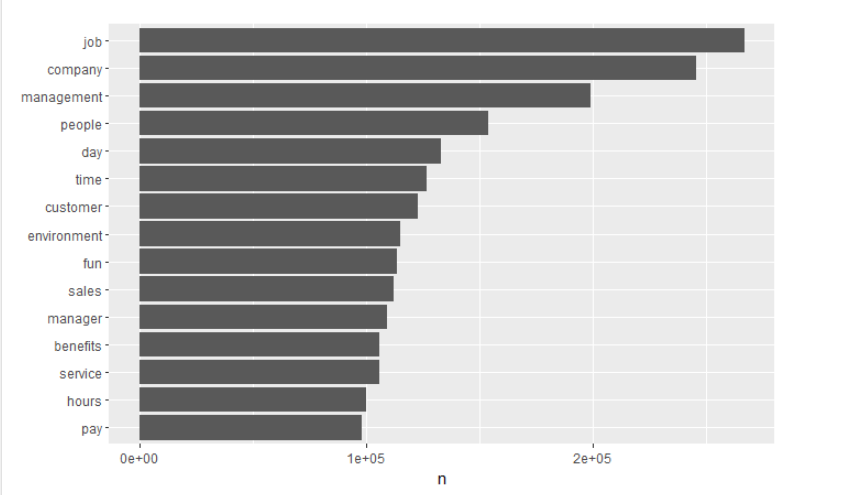 job
company
management
people
day
time
customer
environment
fun
sales
manager
benefits
service
hours
pay
0e+00 1e+05 2e+05
n